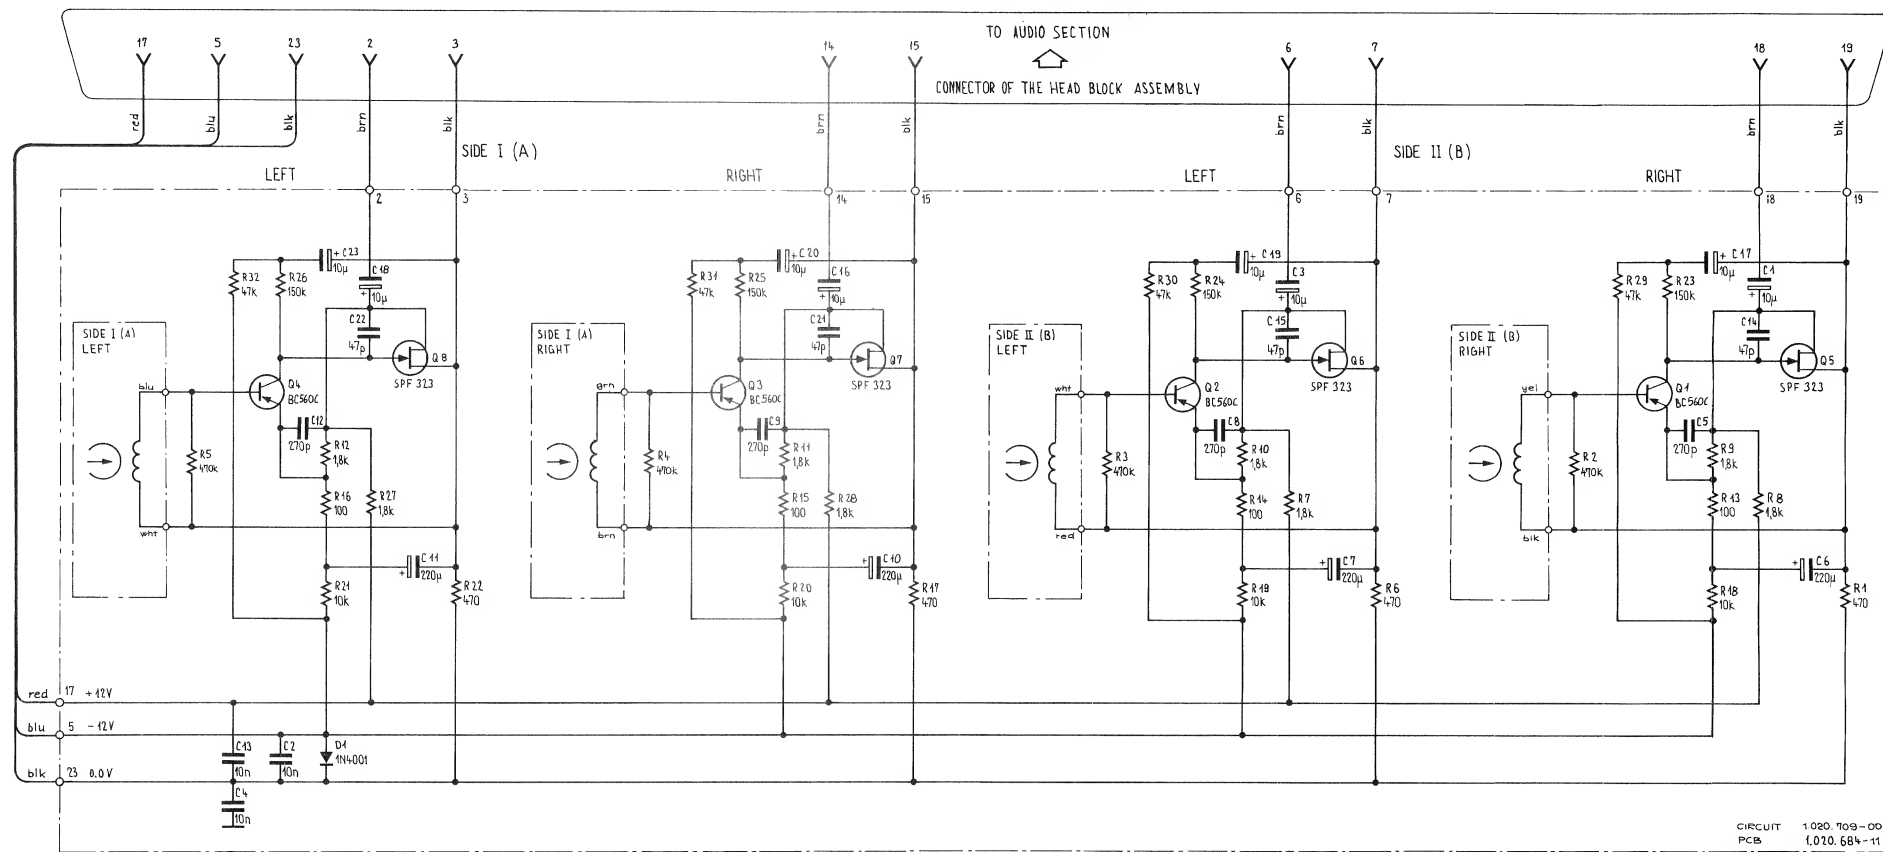 TO AUDIO SECTION
17 5 23 2 3 14 15 6 7 18 19
CONNECTOR OF THE HEAD BLOCK ASSEMBLY
red blu blk brn blk brn blk brn blk brn blk
SIDE I (A) SIDE II (B)
LEFT RIGHT LEFT RIGHT
2 3 14 15 6 7 18 19
R32
47k
R26
150k
+ C23
10µ
C18
+ 10µ
C22
47p
Q8
SPF 323
SIDE I (A)
LEFT
blu
Q4
BC560C
C12
270p
R12
1,8k
R5
470k
R16
100
R27
1,8k
wht
+ C11
220µ
R21
10k
R22
470
R31
47k
R25
150k
+ C20
10µ
C16
+ 10µ
C21
47p
Q7
SPF 323
SIDE I (A)
RIGHT
grn
Q3
BC560C
C9
270p
R11
1,8k
R4
470k
R15
100
R28
1,8k
brn
+ C10
220µ
R20
10k
R17
470
R30
47k
R24
150k
+ C19
10µ
C3
+ 10µ
C15
47p
Q6
SPF 323
SIDE II (B)
LEFT
wht
Q2
BC560C
C8
270p
R10
1,8k
R3
470k
R14
100
R7
1,8k
red
+ C7
220µ
R19
10k
R6
470
R29
47k
R23
150k
+ C17
10µ
C1
+ 10µ
C14
47p
Q5
SPF 323
SIDE II (B)
RIGHT
yel
Q1
BC560C
C5
270p
R9
1,8k
R2
470k
R13
100
R8
1,8k
blk
+ C6
220µ
R18
10k
R1
470
red 17 +12V
blu 5 -12V
C13
10n
C2
10n
D1
1N4001
blk 23 0.0V
C4
10n
CIRCUIT 1.020.709-00
PCB 1.020.684-11